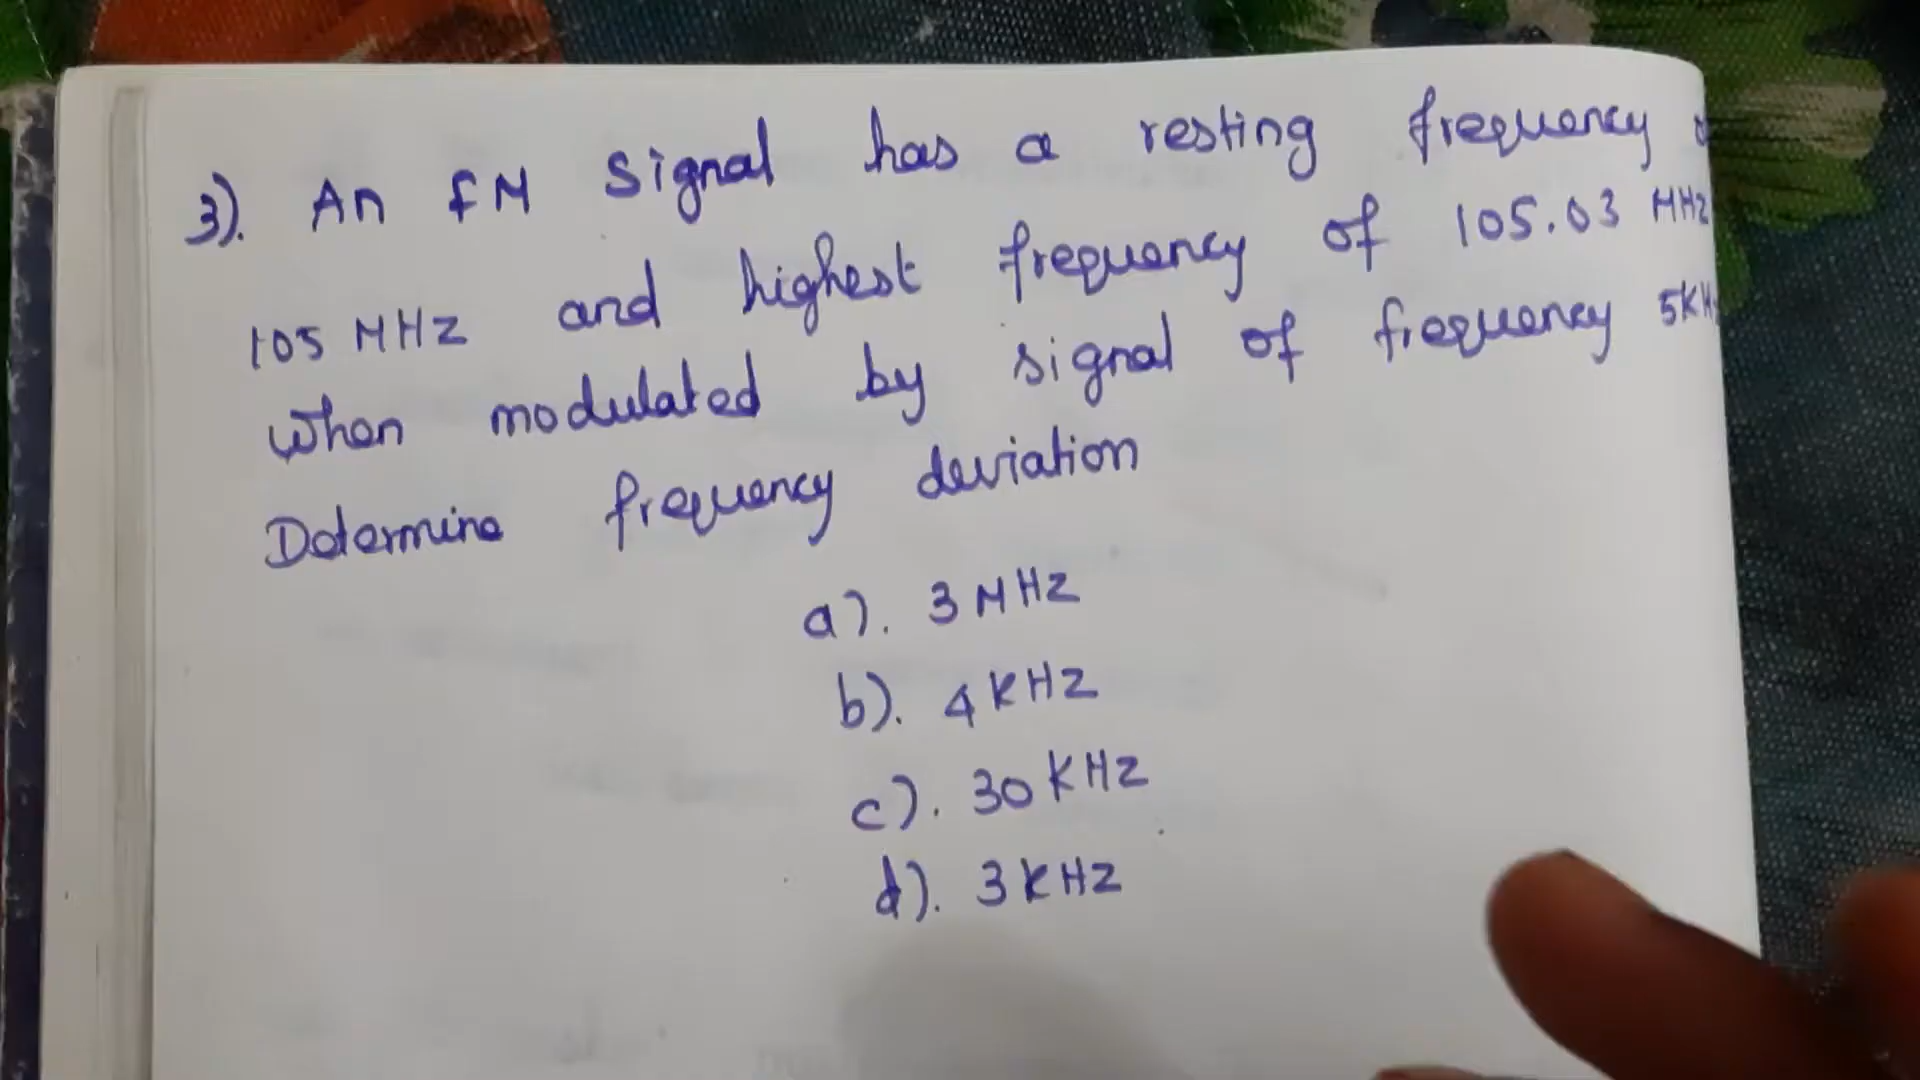 3). An FM Signal has a resting frequency
105 MHz and highest frequency of 105.03 MHz
When modulated by signal of frequency 5KHz
Determine frequency deviation
a). 3 MHz
b). 4 KHz
c). 30 KHz
d). 3 KHz